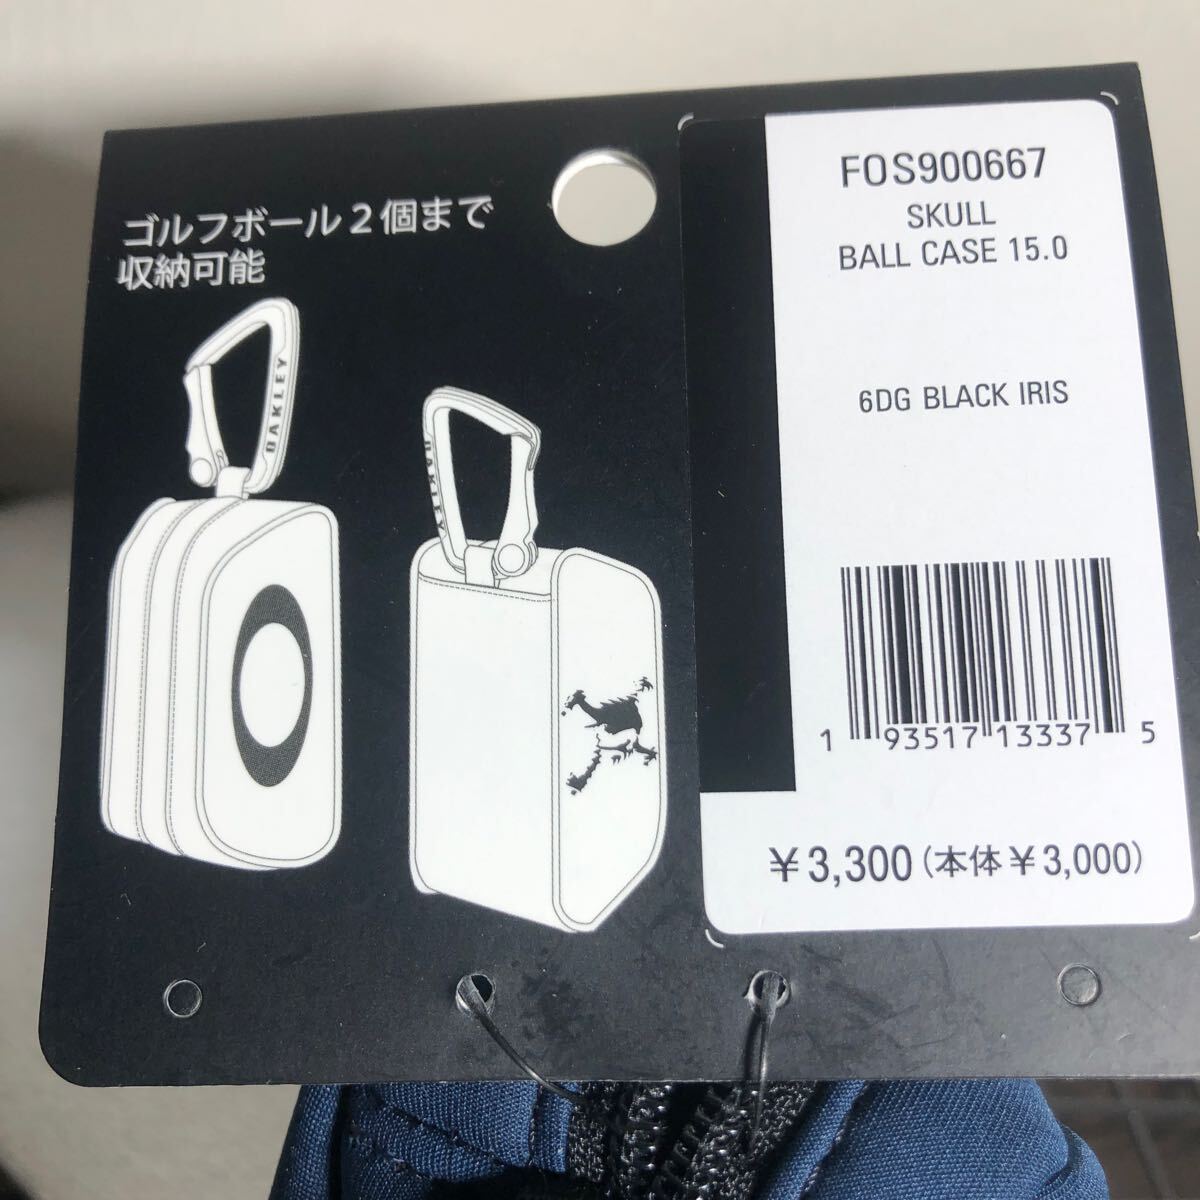 ゴルフボール2個まで
収納可能
OAKLEY
OAKLEY
FOS900667
SKULL
BALL CASE 15.0
6DG BLACK IRIS
1 93517 13337 5
¥3,300(本体¥3,000)